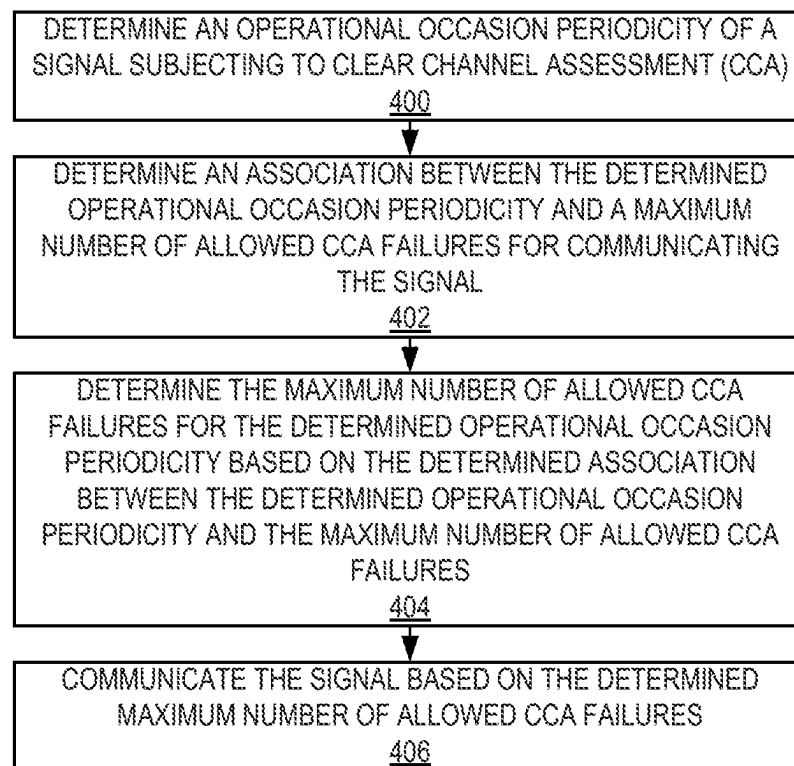 DETERMINE AN OPERATIONAL OCCASION PERIODICITY OF A
SIGNAL SUBJECTING TO CLEAR CHANNEL ASSESSMENT (CCA)
400
DETERMINE AN ASSOCIATION BETWEEN THE DETERMINED
OPERATIONAL OCCASION PERIODICITY AND A MAXIMUM
NUMBER OF ALLOWED CCA FAILURES FOR COMMUNICATING
THE SIGNAL
402
DETERMINE THE MAXIMUM NUMBER OF ALLOWED CCA
FAILURES FOR THE DETERMINED OPERATIONAL OCCASION
PERIODICITY BASED ON THE DETERMINED ASSOCIATION
BETWEEN THE DETERMINED OPERATIONAL OCCASION
PERIODICITY AND THE MAXIMUM NUMBER OF ALLOWED CCA
FAILURES
404
COMMUNICATE THE SIGNAL BASED ON THE DETERMINED
MAXIMUM NUMBER OF ALLOWED CCA FAILURES
406